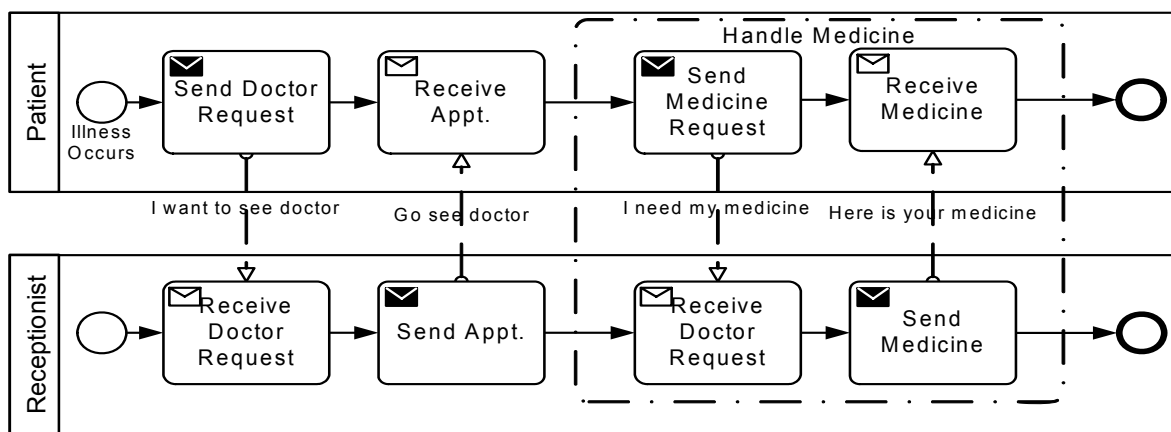 Patient
Handle Medicine
Illness
Occurs
Send Doctor
Request
Receive
Appt.
Send
Medicine
Request
Receive
Medicine
I want to see doctor
Go see doctor
I need my medicine
Here is your medicine
Receptionist
Receive
Doctor
Request
Send Appt.
Receive
Doctor
Request
Send
Medicine